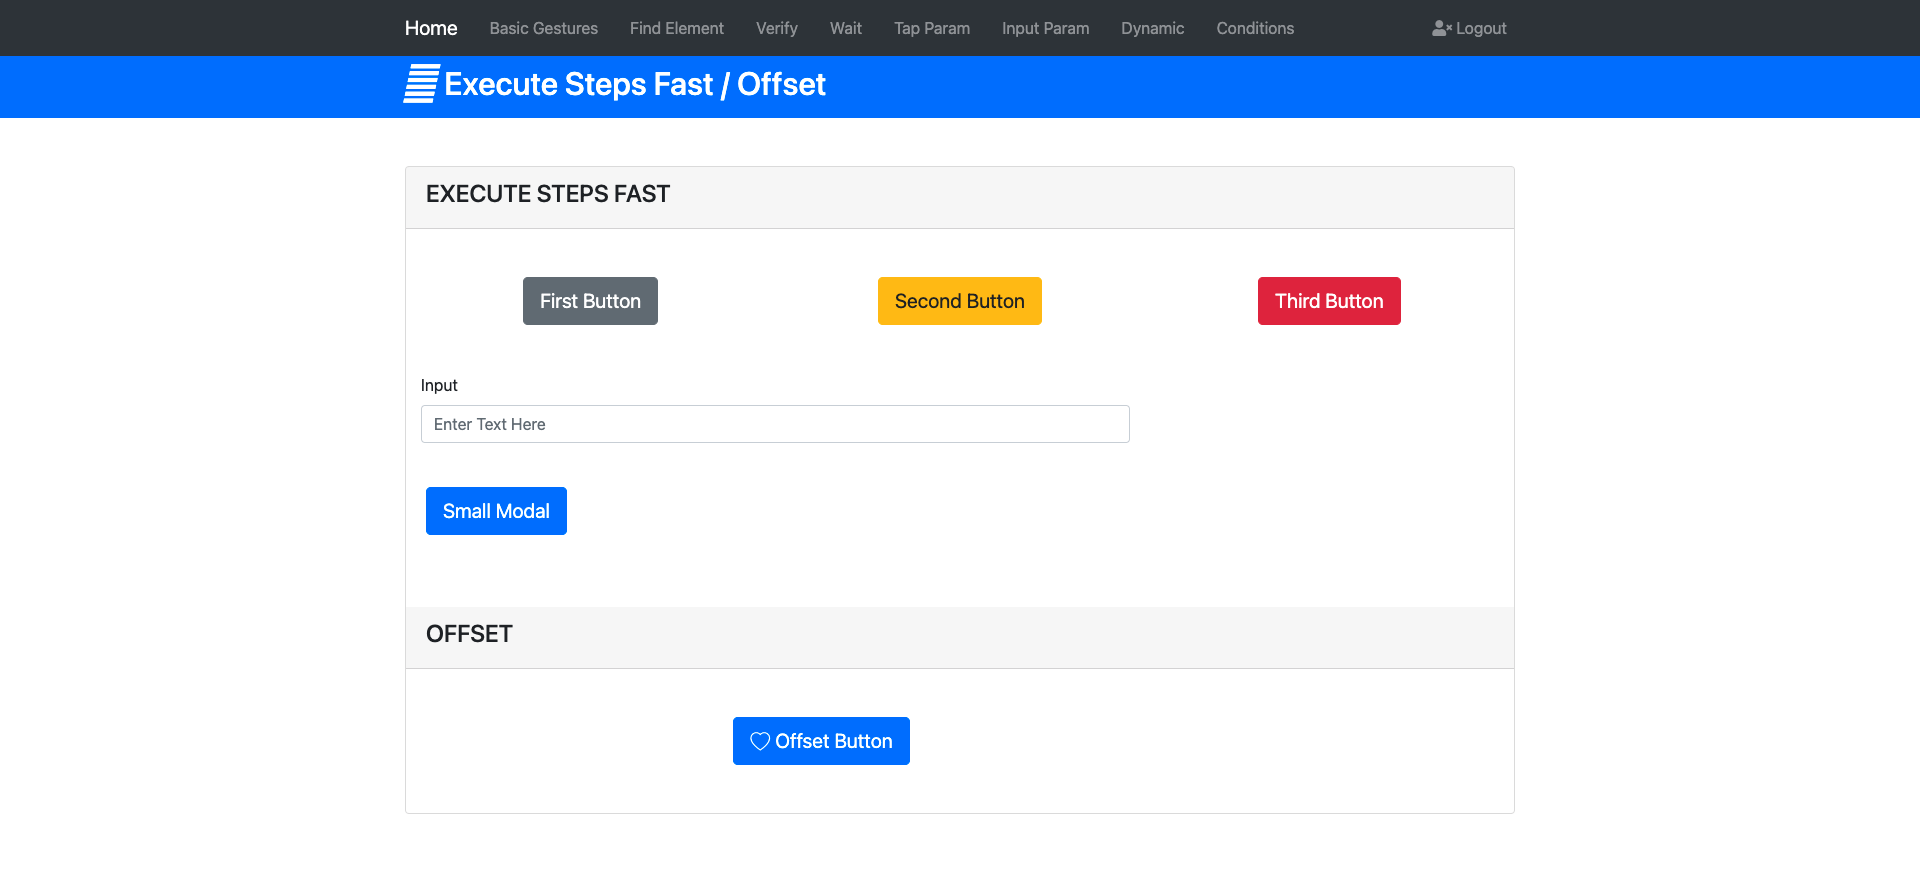 Home Basic Gestures Find Element Verify Wait Tap Param Input Param Dynamic Conditions Logout
Execute Steps Fast / Offset
EXECUTE STEPS FAST
First Button Second Button Third Button
Input
Enter Text Here
Small Modal
OFFSET
Offset Button